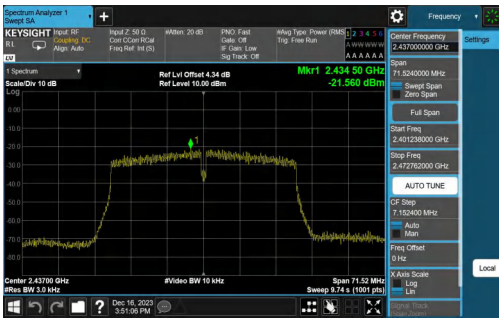 Spectrum Analyzer 1
Swept SA
Frequency
KEYSIGHT
RL
Input: RF
Coupling: DC
Align: Auto
Input Z: 50 Ω
Corr CCorr RCal
Freq Ref: Int (S)
#Atten: 20 dB
PNO: Fast
Gate: Off
IF Gain: Low
Sig Track: Off
#Avg Type: Power (RMS
Trig: Free Run
1 2 3 4 5 6
A W W W W W
A A A A A A
Center Frequency
2.437000000 GHz
Settings
1 Spectrum
Scale/Div 10 dB
Ref Lvl Offset 4.34 dB
Ref Level 10.00 dBm
Mkr1 2.434 50 GHz
-21.560 dBm
Span
71.5240000 MHz
Swept Span
Zero Span
Full Span
Start Freq
2.401238000 GHz
Stop Freq
2.472762000 GHz
AUTO TUNE
CF Step
7.152400 MHz
Auto
Man
Freq Offset
0 Hz
X Axis Scale
Log
Lin
Local
Signal Track
Log
0.00
-10.0
-20.0
-30.0
-40.0
-50.0
-60.0
-70.0
-80.0
1
Center 2.43700 GHz
#Res BW 3.0 kHz
#Video BW 10 kHz
Span 71.52 MHz
Sweep 9.74 s (1001 pts)
?
Dec 16, 2023
3:51:06 PM